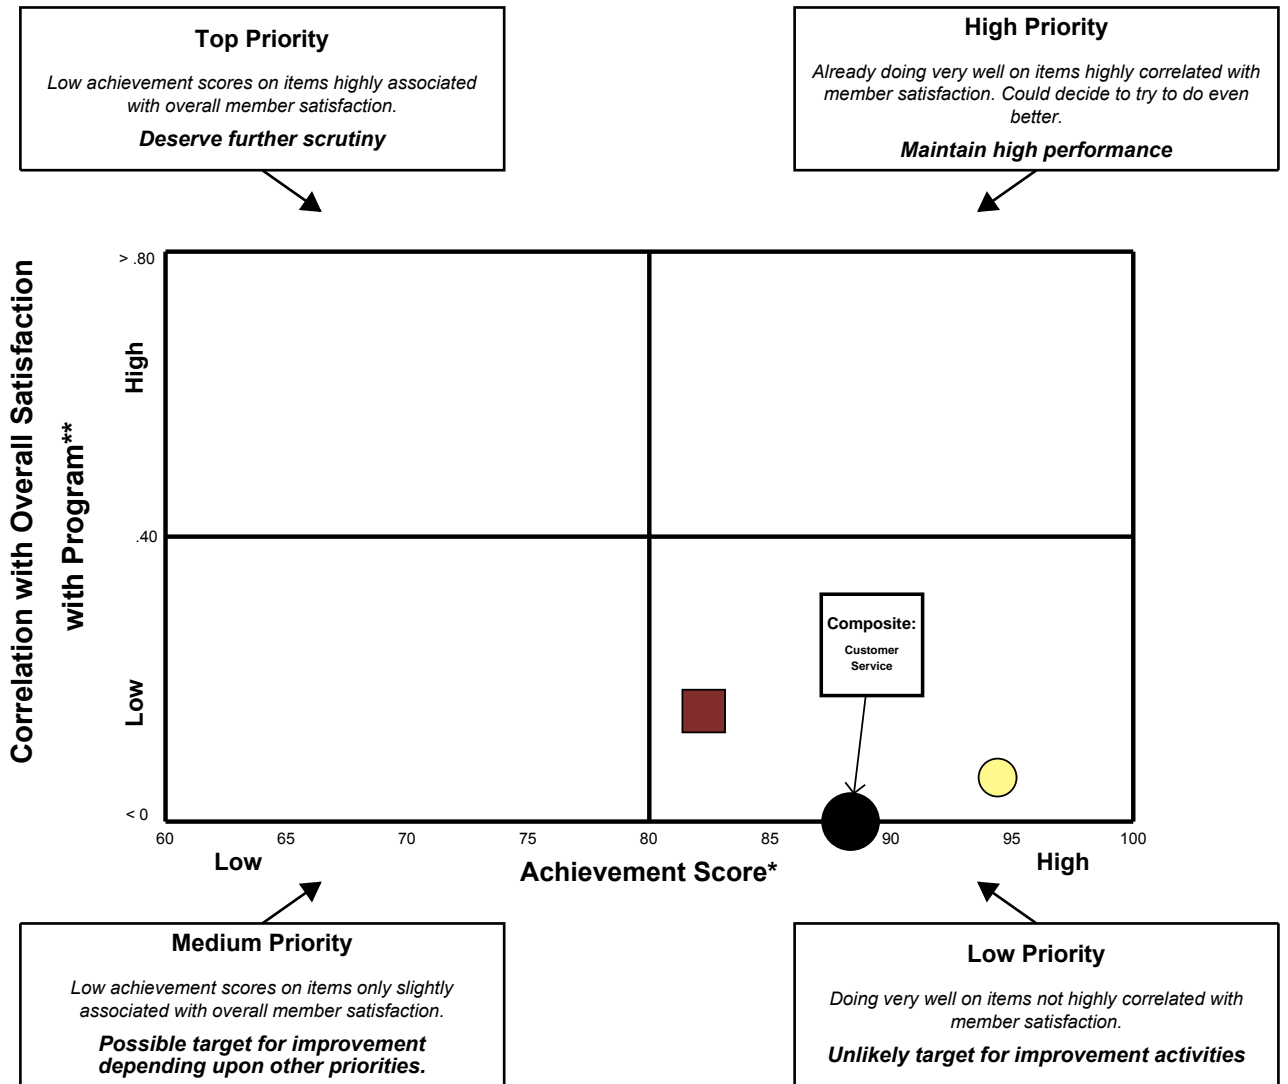 Top Priority
Low achievement scores on items highly associated
with overall member satisfaction.
Deserve further scrutiny
High Priority
Already doing very well on items highly correlated with
member satisfaction. Could decide to try to do even
better.
Maintain high performance
Correlation with Overall Satisfaction
with Program**
> .80
High
.40
Low
< 0
Composite:
Customer
Service
60
65
70
75
80
85
90
95
100
Low
Achievement Score*
High
Medium Priority
Low achievement scores on items only slightly
associated with overall member satisfaction.
Possible target for improvement
depending upon other priorities.
Low Priority
Doing very well on items not highly correlated with
member satisfaction.
Unlikely target for improvement activities